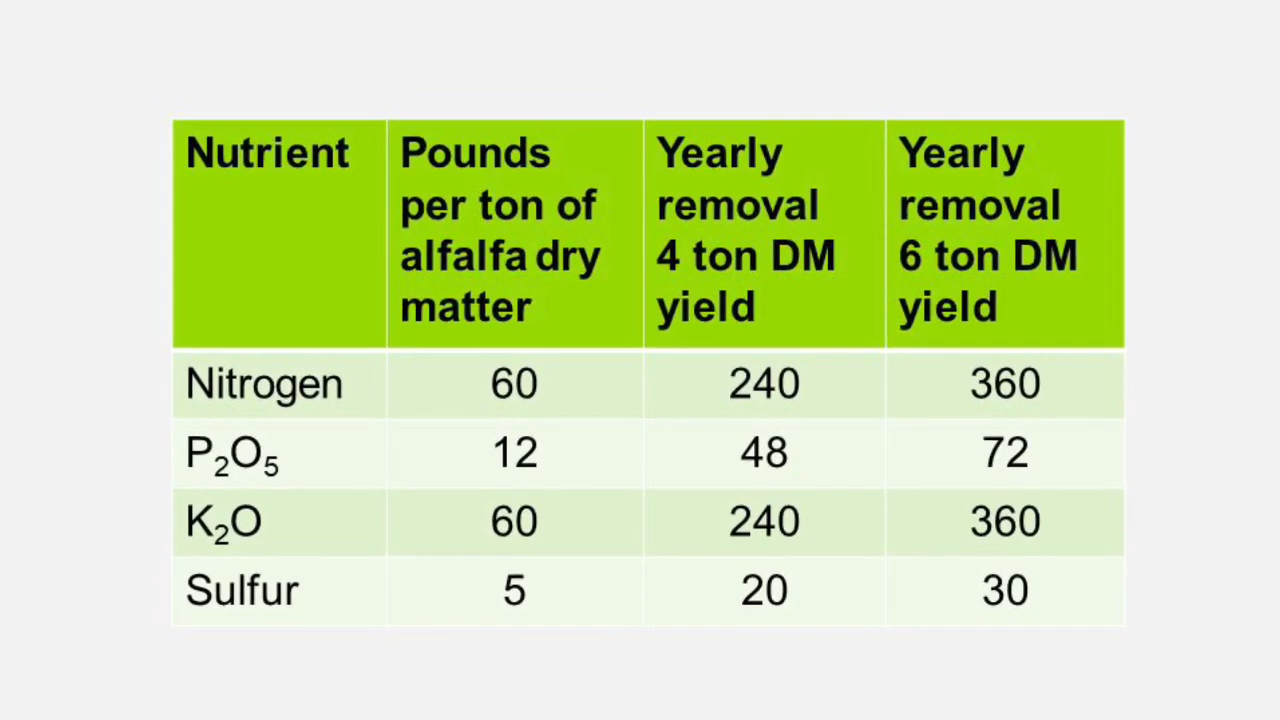 Nutrient
Pounds
per ton of
alfalfa dry
matter
Yearly
removal
4 ton DM
yield
Yearly
removal
6 ton DM
yield
Nitrogen 60 240 360
P₂O₅ 12 48 72
K₂O 60 240 360
Sulfur 5 20 30